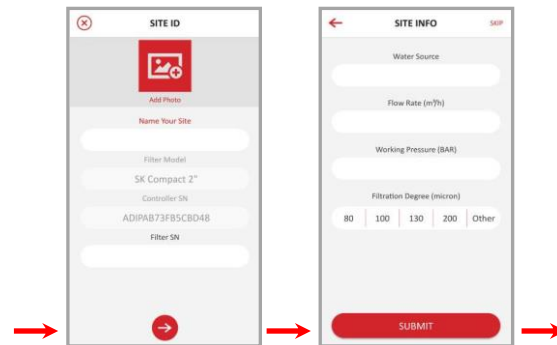 SITE ID
Add Photo
Name Your Site
Filter Model
SK Compact 2"
Controller SN
ADIPAB73FB5CBD48
Filter SN
SITE INFO
SKIP
Water Source
Flow Rate (m³/h)
Working Pressure (BAR)
Filtration Degree (micron)
80 100 130 200 Other
SUBMIT